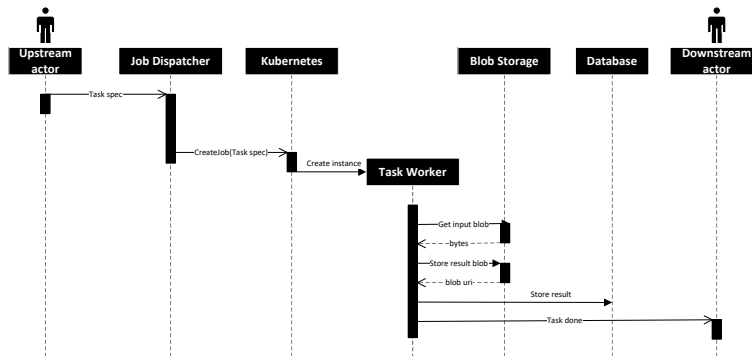 Upstream
actor
Job Dispatcher
Kubernetes
Blob Storage
Database
Downstream
actor
Task spec
CreateJob(Task spec)
Create instance
Task Worker
Get input blob
bytes
Store result blob
blob uri
Store result
Task done